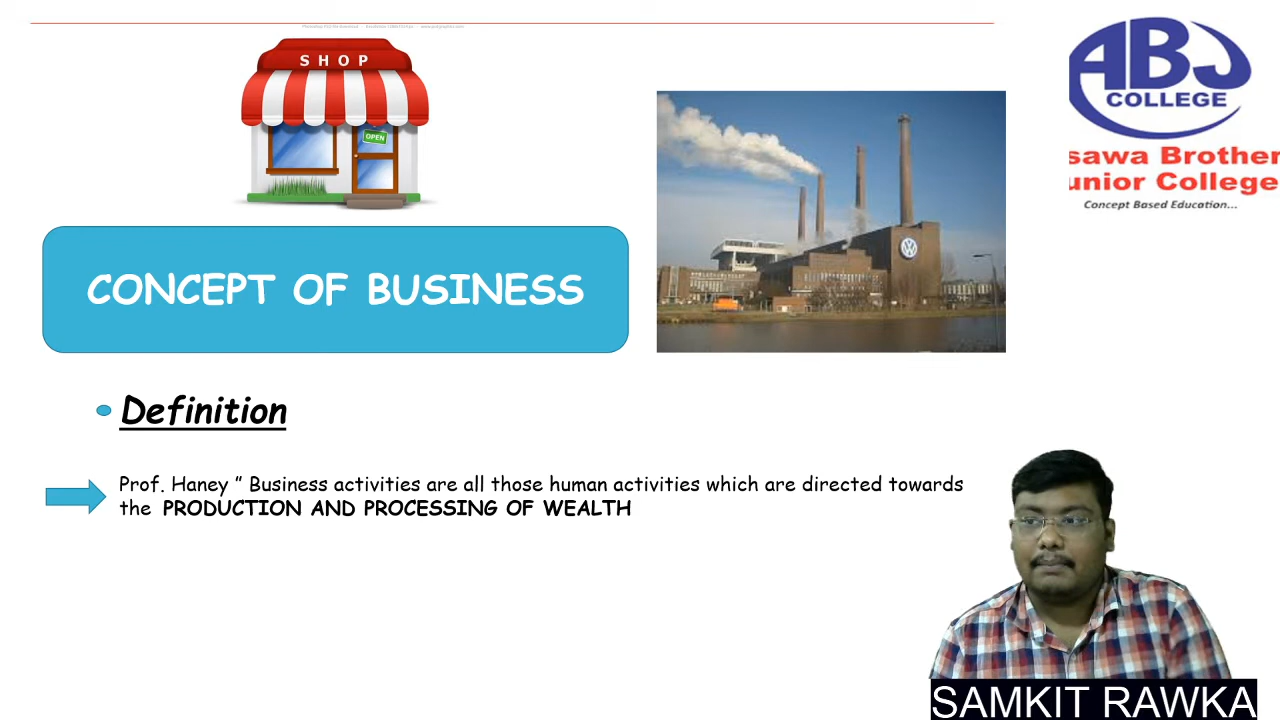 SHOP
OPEN
ABJ
COLLEGE
sawa Brother
unior College
Concept Based Education...
CONCEPT OF BUSINESS
Definition
Prof. Haney " Business activities are all those human activities which are directed towards
the PRODUCTION AND PROCESSING OF WEALTH
SAMKIT RAWKA